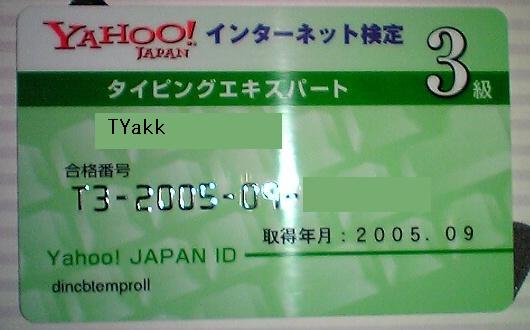 YAHOO! JAPAN インターネット検定 3級
タイピングエキスパート
TYakk
合格番号
T3-2005-09-
取得年月：2005.09
Yahoo! JAPAN ID
dincbtemproll